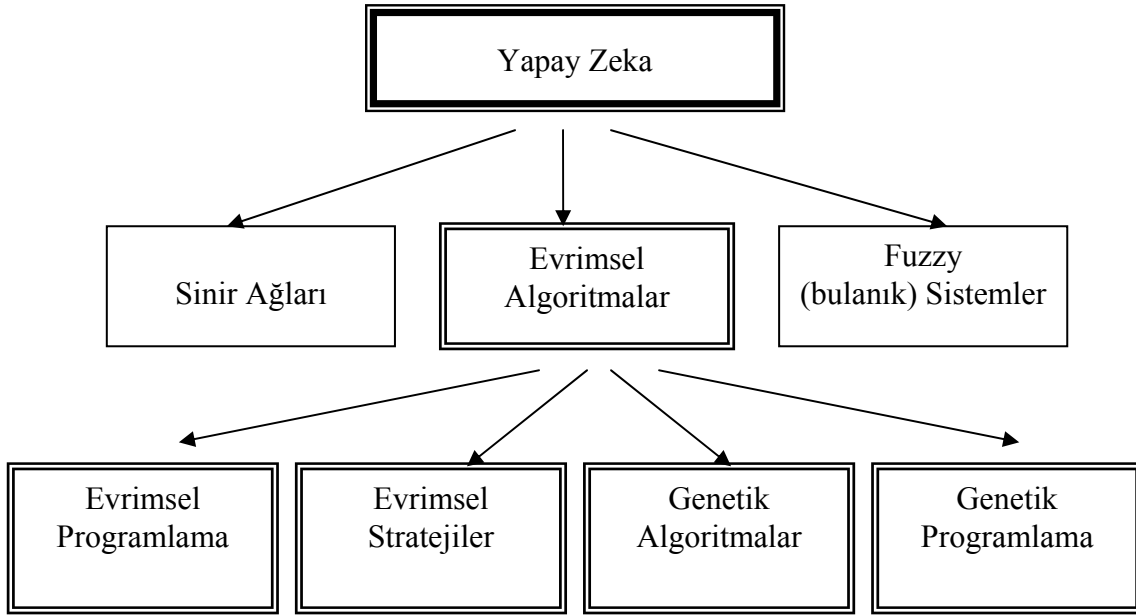 Yapay Zeka
Sinir Ağları
Evrimsel
Algoritmalar
Fuzzy
(bulanık) Sistemler
Evrimsel
Programlama
Evrimsel
Stratejiler
Genetik
Algoritmalar
Genetik
Programlama